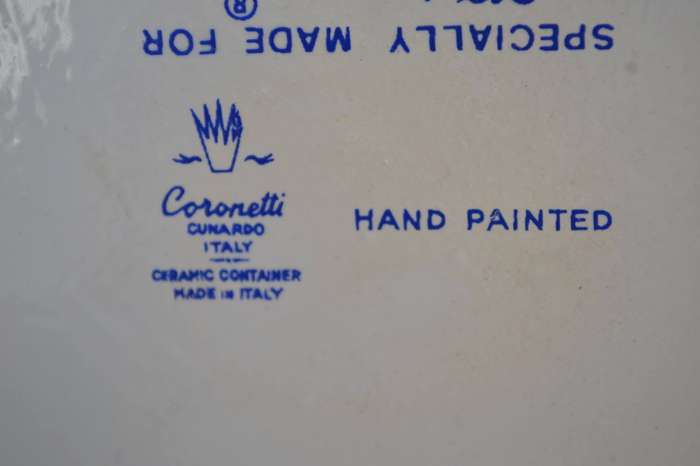 SPECIALLY MADE FOR
®
Coronetti
CUNARDO
ITALY
CERAMIC CONTAINER
MADE IN ITALY
HAND PAINTED